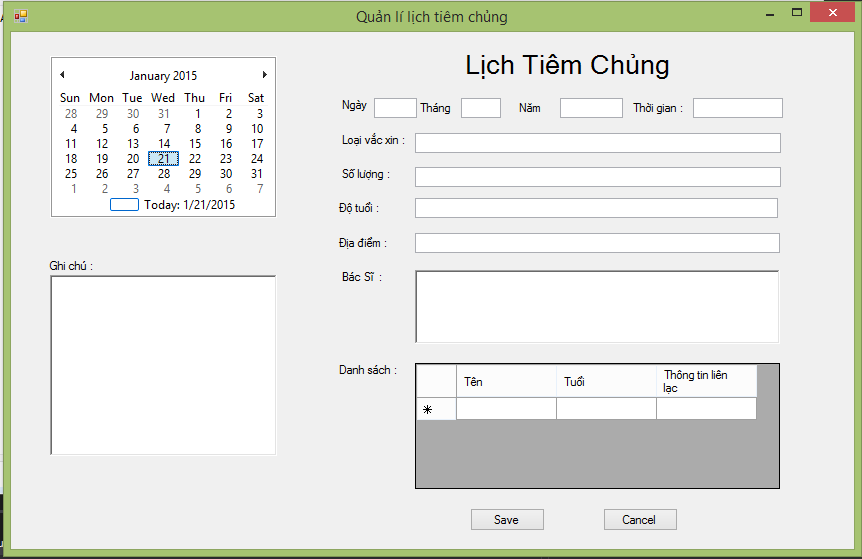 Quản lí lịch tiêm chủng
January 2015
Sun Mon Tue Wed Thu Fri Sat
28 29 30 31 1 2 3
4 5 6 7 8 9 10
11 12 13 14 15 16 17
18 19 20 21 22 23 24
25 26 27 28 29 30 31
1 2 3 4 5 6 7
Today: 1/21/2015
Ghi chú :
Lịch Tiêm Chủng
Ngày Tháng Năm Thời gian :
Loại vắc xin :
Số lượng :
Độ tuổi :
Địa điểm :
Bác Sĩ :
Danh sách :
Tên Tuổi Thông tin liên
lạc
Save Cancel